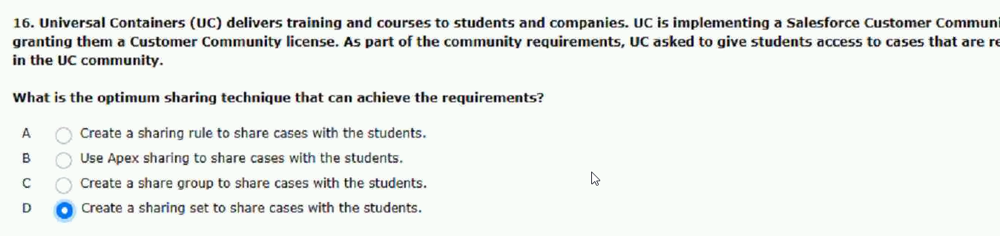 16. Universal Containers (UC) delivers training and courses to students and companies. UC is implementing a Salesforce Customer
granting them a Customer Community license. As part of the community requirements, UC asked to give students access to cases that are
in the UC community.
What is the optimum sharing technique that can achieve the requirements?
A Create a sharing rule to share cases with the students.
B Use Apex sharing to share cases with the students.
C Create a share group to share cases with the students.
D Create a sharing set to share cases with the students.